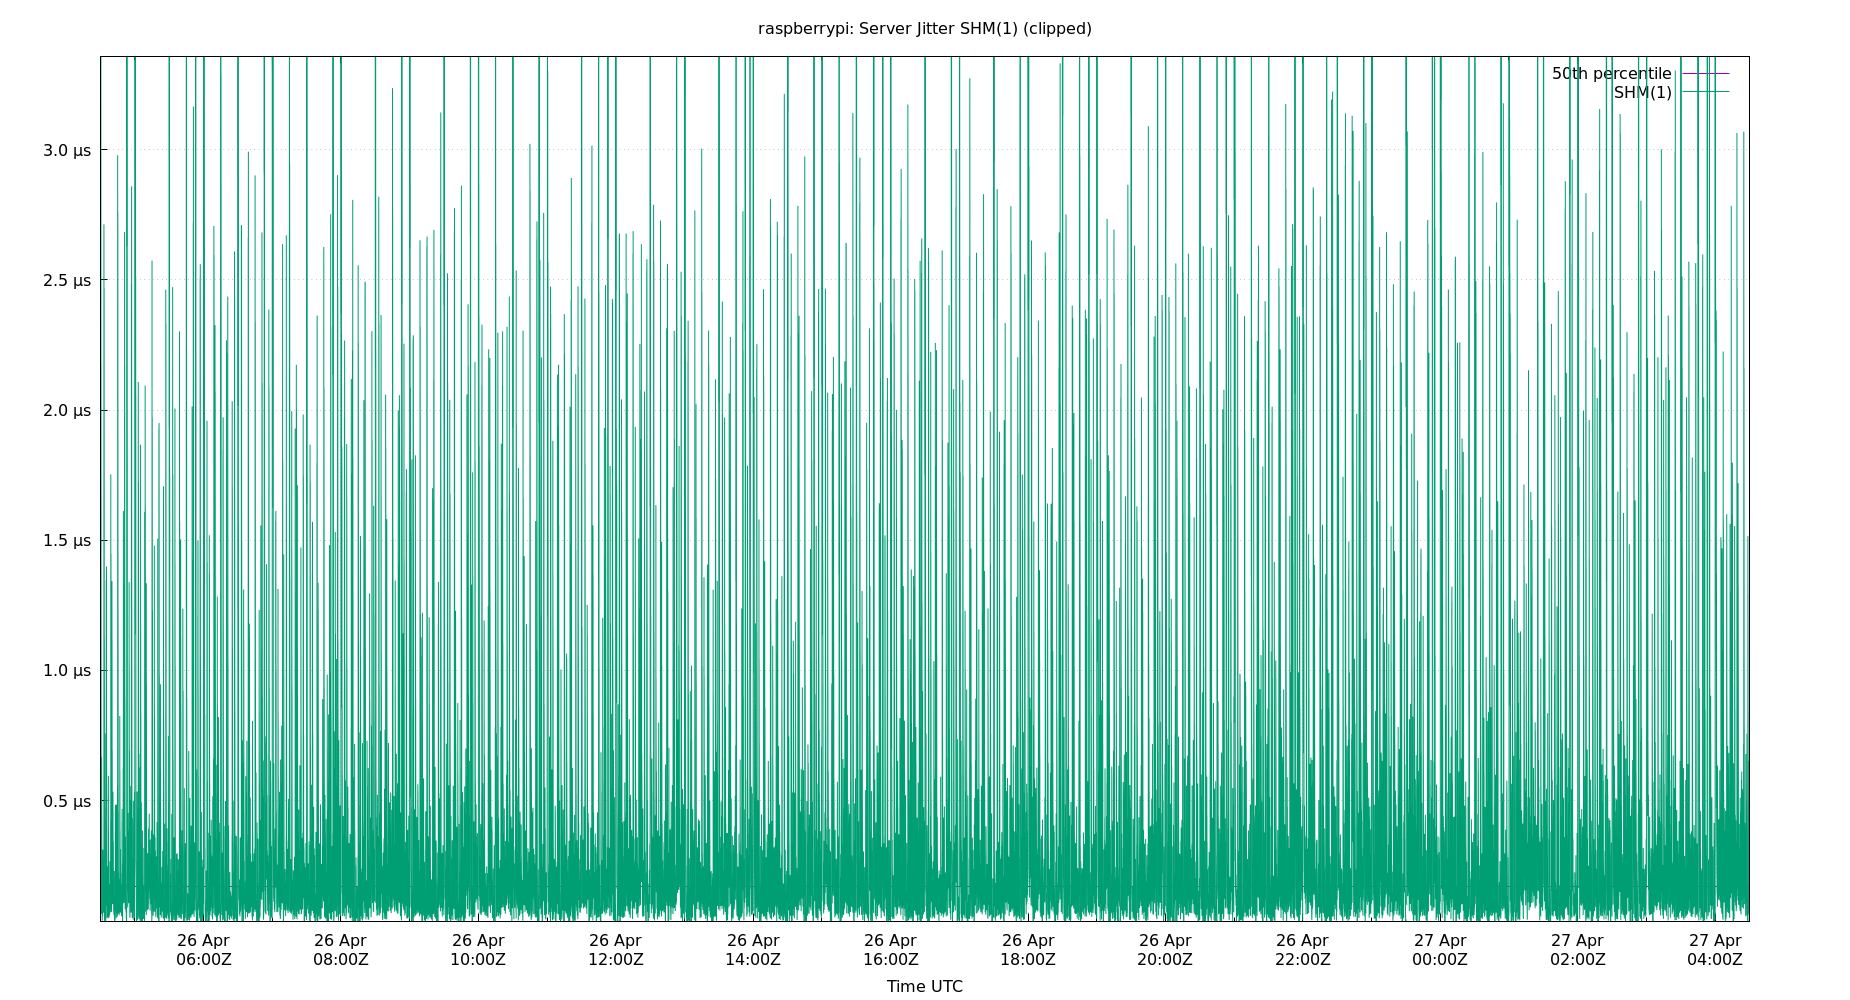 raspberrypi: Server Jitter SHM(1) (clipped)
50th percentile
SHM(1)
3.0 µs
2.5 µs
2.0 µs
1.5 µs
1.0 µs
0.5 µs
26 Apr 26 Apr 26 Apr 26 Apr 26 Apr 26 Apr 26 Apr 26 Apr 26 Apr 27 Apr 27 Apr 27 Apr
06:00Z 08:00Z 10:00Z 12:00Z 14:00Z 16:00Z 18:00Z 20:00Z 22:00Z 00:00Z 02:00Z 04:00Z
Time UTC